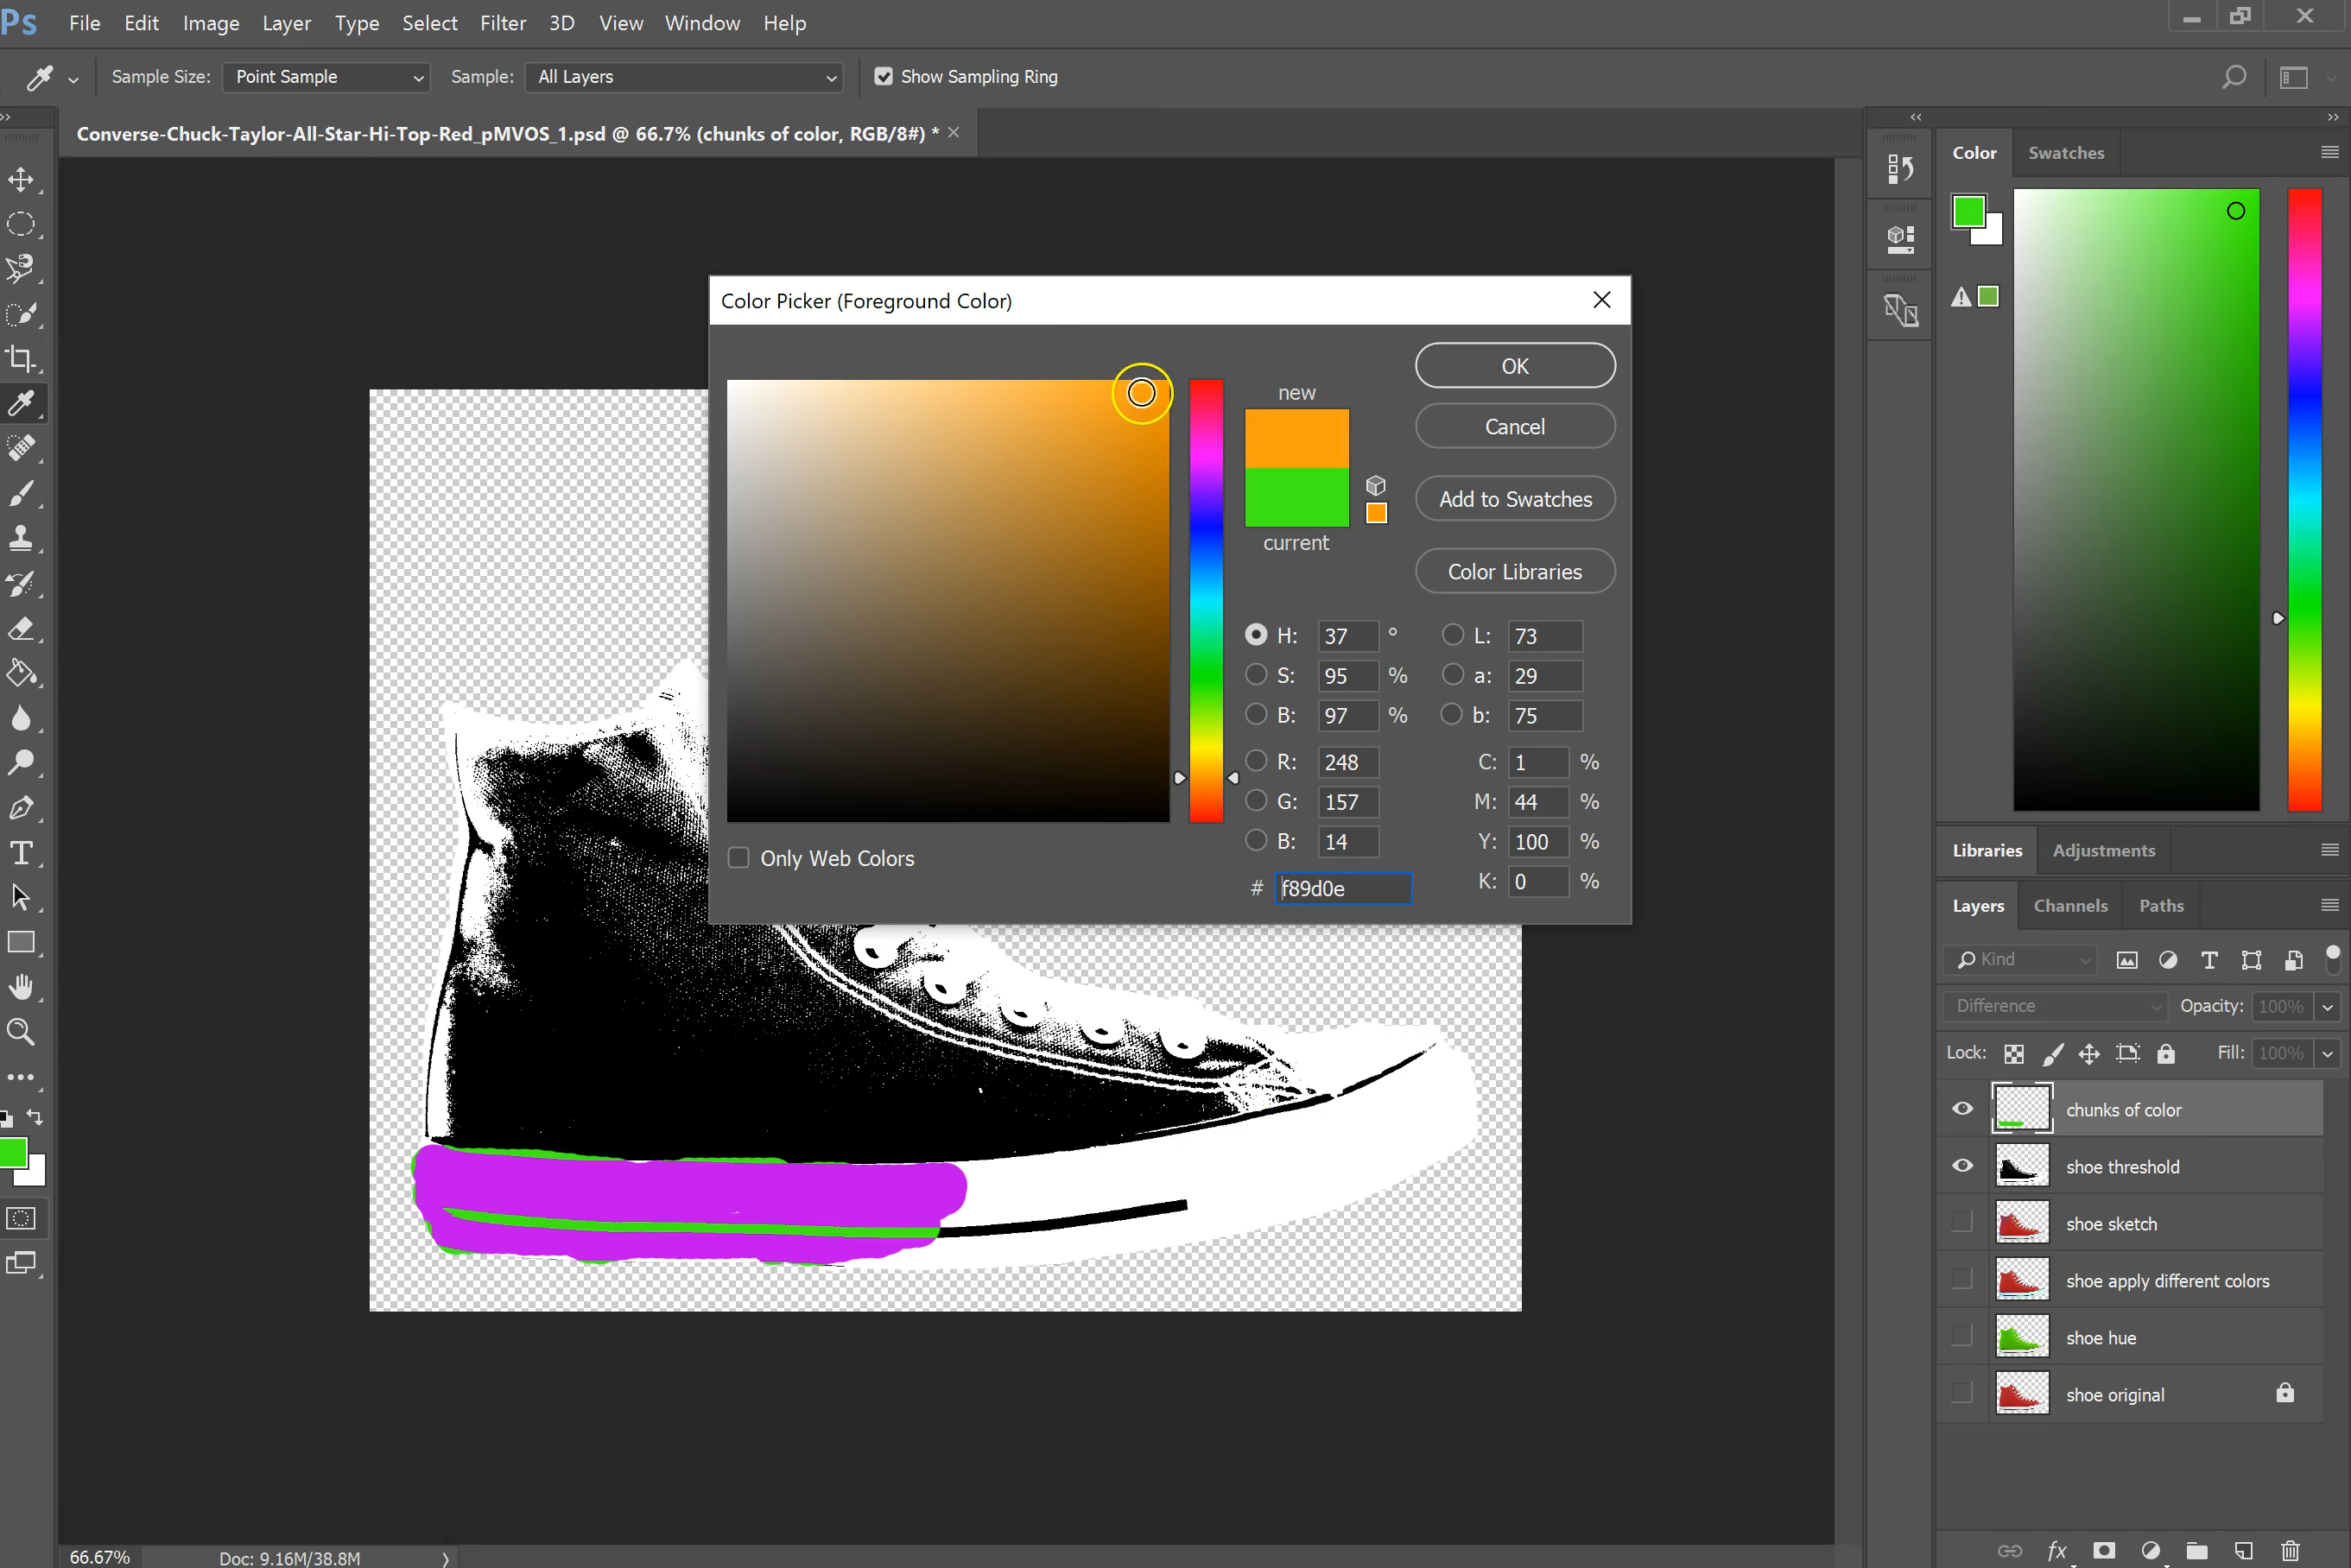 Ps File Edit Image Layer Type Select Filter 3D View Window Help
Sample Size: Point Sample Sample: All Layers Show Sampling Ring
Converse-Chuck-Taylor-All-Star-Hi-Top-Red_pMVOS_1.psd @ 66.7% (chunks of color, RGB/8#) *
Color Swatches
Color Picker (Foreground Color)
new
current
OK
Cancel
Add to Swatches
Color Libraries
H: 37 ° L: 73
S: 95 % a: 29
B: 97 % b: 75
R: 248 C: 1 %
G: 157 M: 44 %
B: 14 Y: 100 %
# f89d0e K: 0 %
Only Web Colors
Libraries Adjustments
Layers Channels Paths
Kind
Difference Opacity: 100%
Lock: Fill: 100%
chunks of color
shoe threshold
shoe sketch
shoe apply different colors
shoe hue
shoe original
fx
66.67% Doc: 9.16M/38.8M